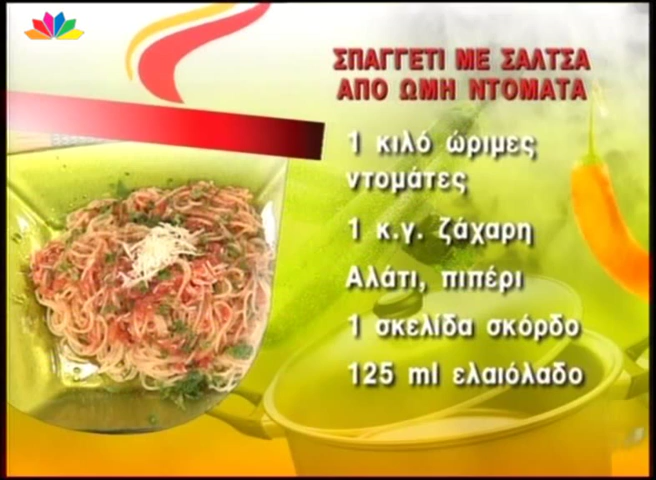 ΣΠΑΓΓΕΤΙ ΜΕ ΣΑΛΤΣΑ
ΑΠΟ ΩΜΗ ΝΤΟΜΑΤΑ
1 κιλό ώριμες
ντομάτες
1 κ.γ. ζάχαρη
Αλάτι, πιπέρι
1 σκελίδα σκόρδο
125 ml ελαιόλαδο